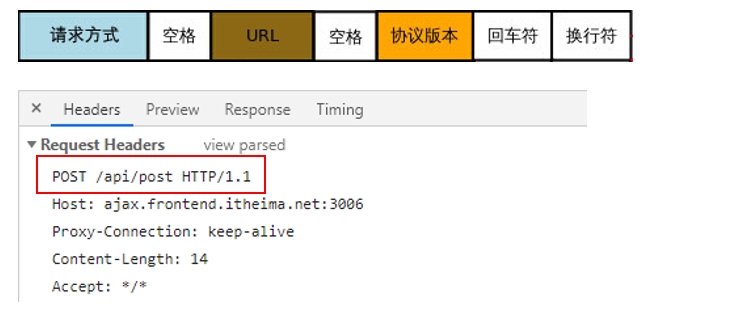 请求方式 空格 URL 空格 协议版本 回车符 换行符
× Headers Preview Response Timing
▼ Request Headers view parsed
POST /api/post HTTP/1.1
Host: ajax.frontend.itheima.net:3006
Proxy-Connection: keep-alive
Content-Length: 14
Accept: */*